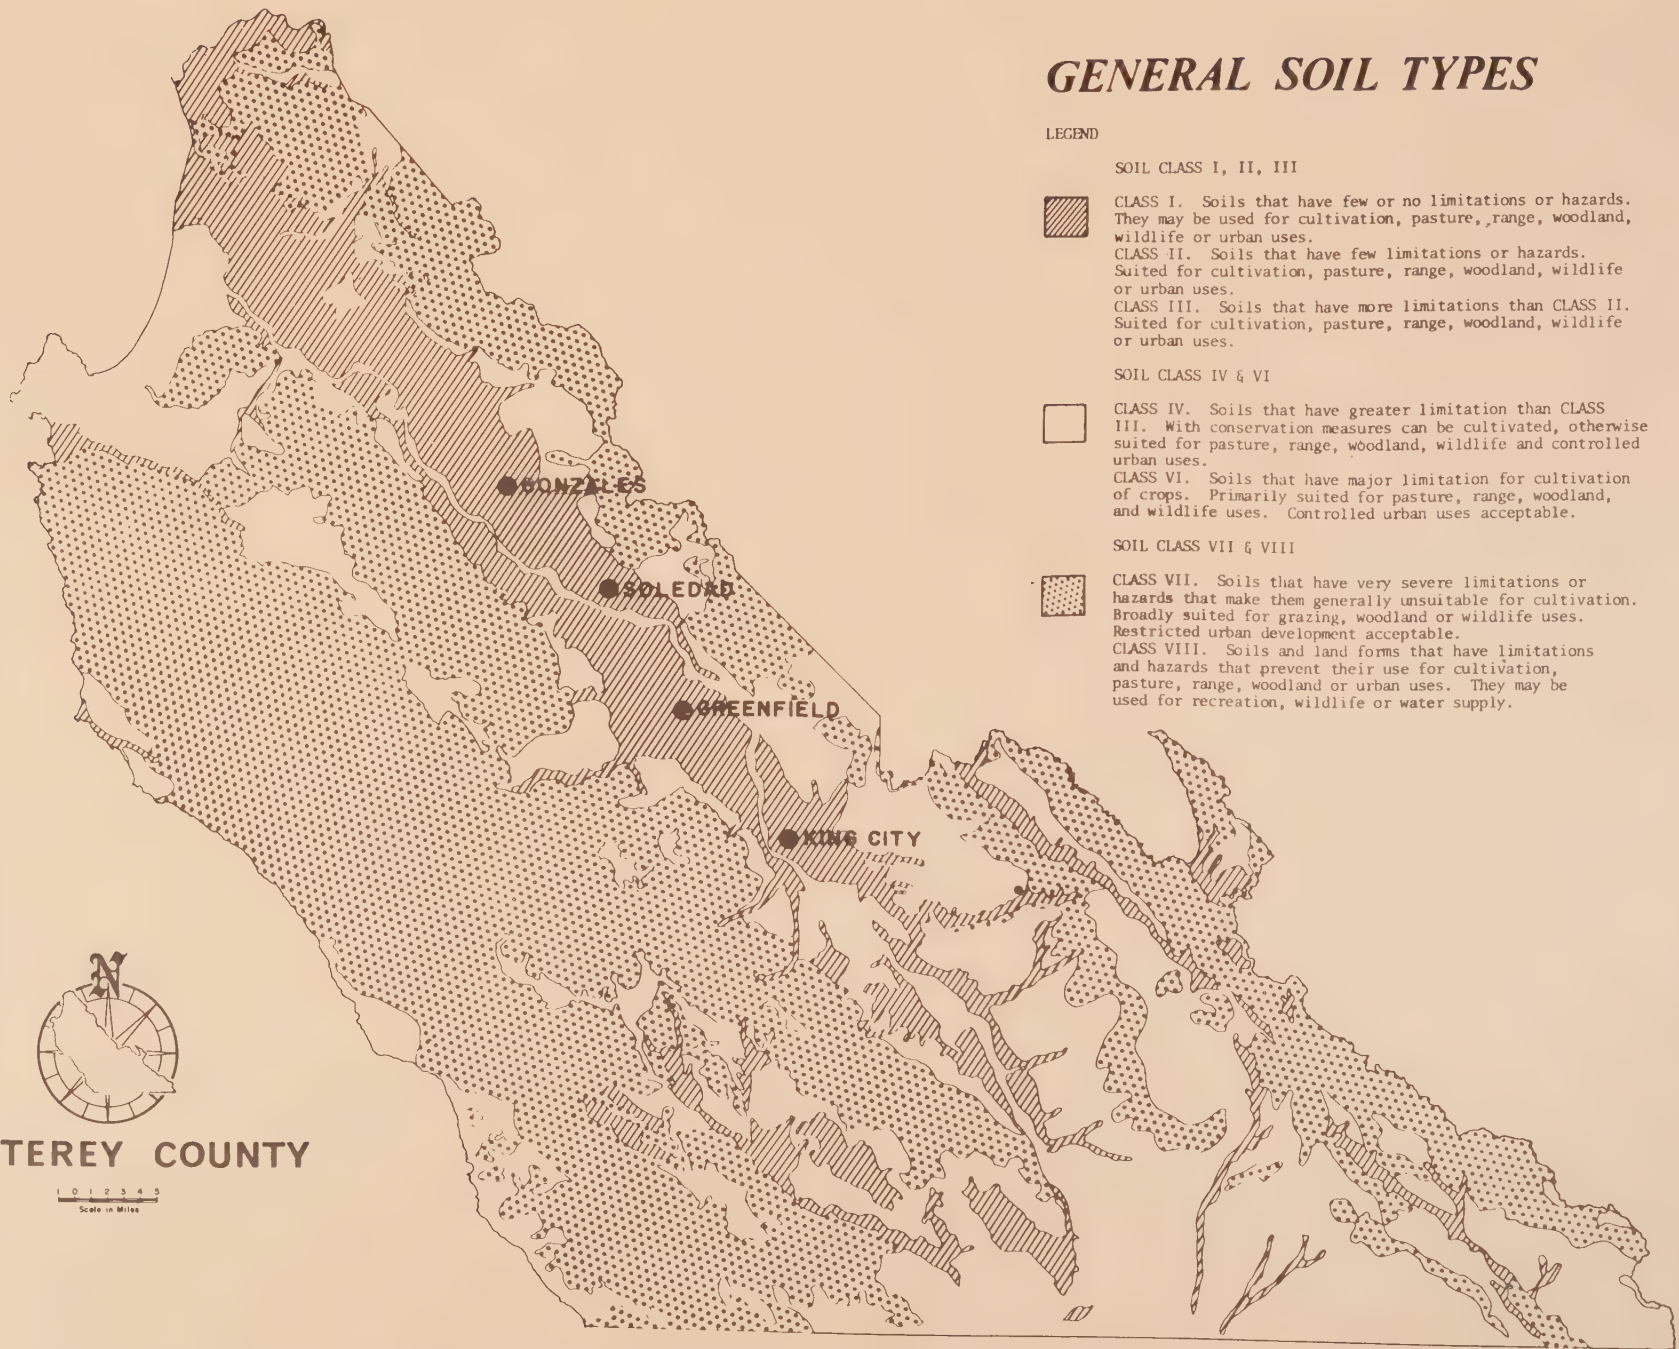 GENERAL SOIL TYPES
LEGEND
SOIL CLASS I, II, III
CLASS I. Soils that have few or no limitations or hazards.
They may be used for cultivation, pasture, range, woodland,
wildlife or urban uses.
CLASS II. Soils that have few limitations or hazards.
Suited for cultivation, pasture, range, woodland, wildlife
or urban uses.
CLASS III. Soils that have more limitations than CLASS II.
Suited for cultivation, pasture, range, woodland, wildlife
or urban uses.
SOIL CLASS IV & VI
CLASS IV. Soils that have greater limitation than CLASS
III. With conservation measures can be cultivated, otherwise
suited for pasture, range, woodland, wildlife and controlled
urban uses.
CLASS VI. Soils that have major limitation for cultivation
of crops. Primarily suited for pasture, range, woodland,
and wildlife uses. Controlled urban uses acceptable.
SOIL CLASS VII & VIII
CLASS VII. Soils that have very severe limitations or
hazards that make them generally unsuitable for cultivation.
Broadly suited for grazing, woodland or wildlife uses.
Restricted urban development acceptable.
CLASS VIII. Soils and land forms that have limitations
and hazards that prevent their use for cultivation,
pasture, range, woodland or urban uses. They may be
used for recreation, wildlife or water supply.
GONZALES
SOLEDAD
GREENFIELD
KING CITY
N
TEREY COUNTY
1 0 1 2 3 4 5
Scale in Miles